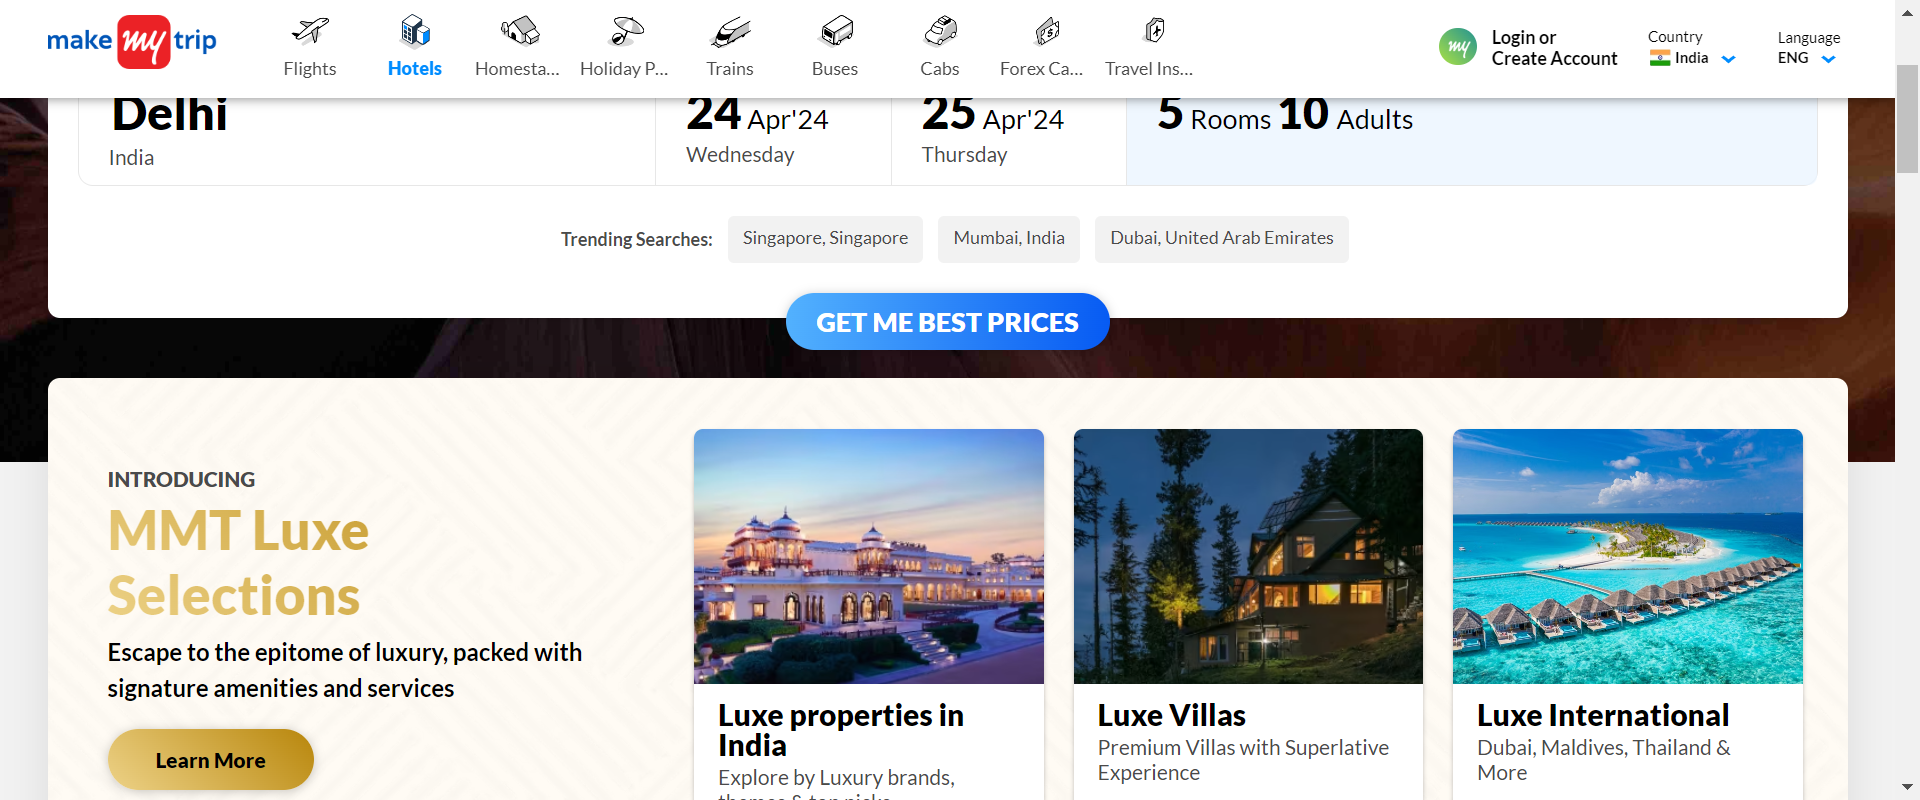 make my trip
Flights
Hotels
Homesta...
Holiday P...
Trains
Buses
Cabs
Forex Ca...
Travel Ins...
my
Login or
Create Account
Country
India
Language
ENG
Delhi
India
24 Apr'24
Wednesday
25 Apr'24
Thursday
5 Rooms 10 Adults
Trending Searches:
Singapore, Singapore
Mumbai, India
Dubai, United Arab Emirates
GET ME BEST PRICES
INTRODUCING
MMT Luxe
Selections
Escape to the epitome of luxury, packed with
signature amenities and services
Learn More
Luxe properties in
India
Explore by Luxury brands,
themes & top picks
Luxe Villas
Premium Villas with Superlative
Experience
Luxe International
Dubai, Maldives, Thailand &
More